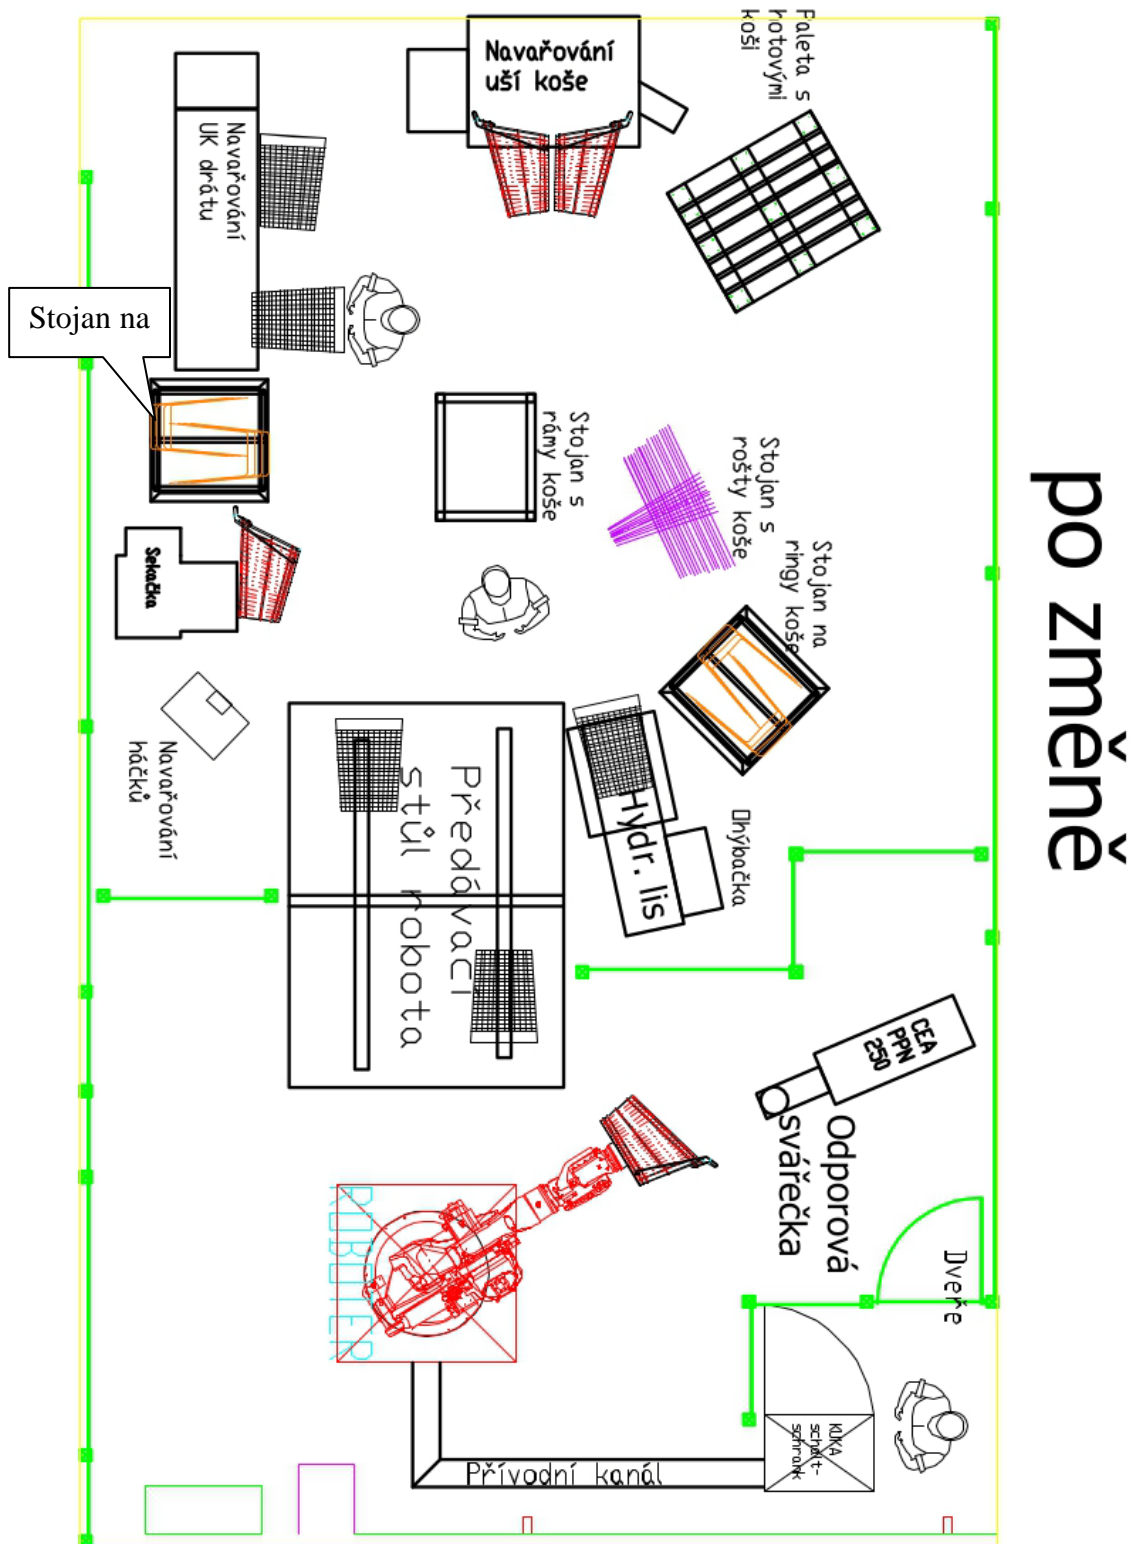 Paleta s
hotovými
koši
Navařování
uší koše
Navařování
UK drátu
Stojan na
Stojan s
rámy koše
Stojan s
rošty koše
Stojan na
ringy koše
po změně
Sekačka
Navařování
háčků
Předávací
stůl robota
Hydr. lis
Ohýbačka
CEA
PPN
250
Odporová
svářečka
ROBOTER
Dveře
KUKA
schalt-
schrank
Přívodní kanál